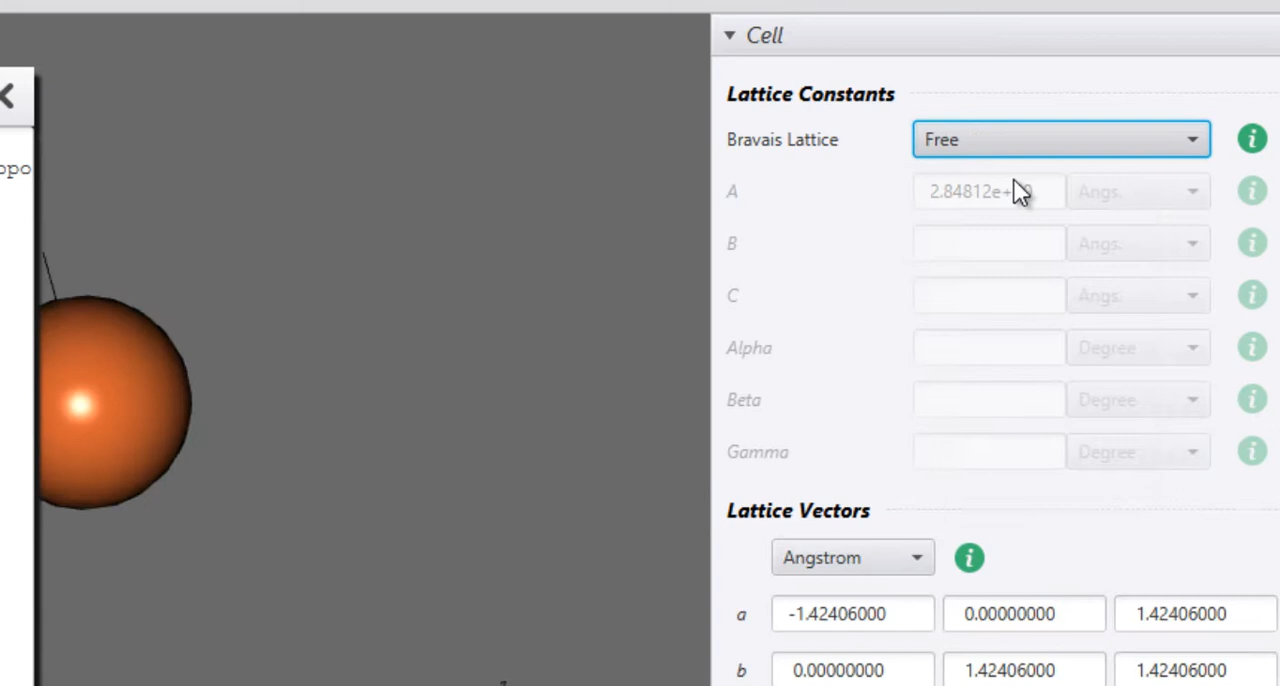 Cell
Lattice Constants
Bravais Lattice Free
A Angs.
B Angs.
C Angs.
Alpha Degree
Beta Degree
Gamma Degree
Lattice Vectors
Angstrom
a -1.42406000 0.00000000 1.42406000
b 0.00000000 1.42406000 1.42406000